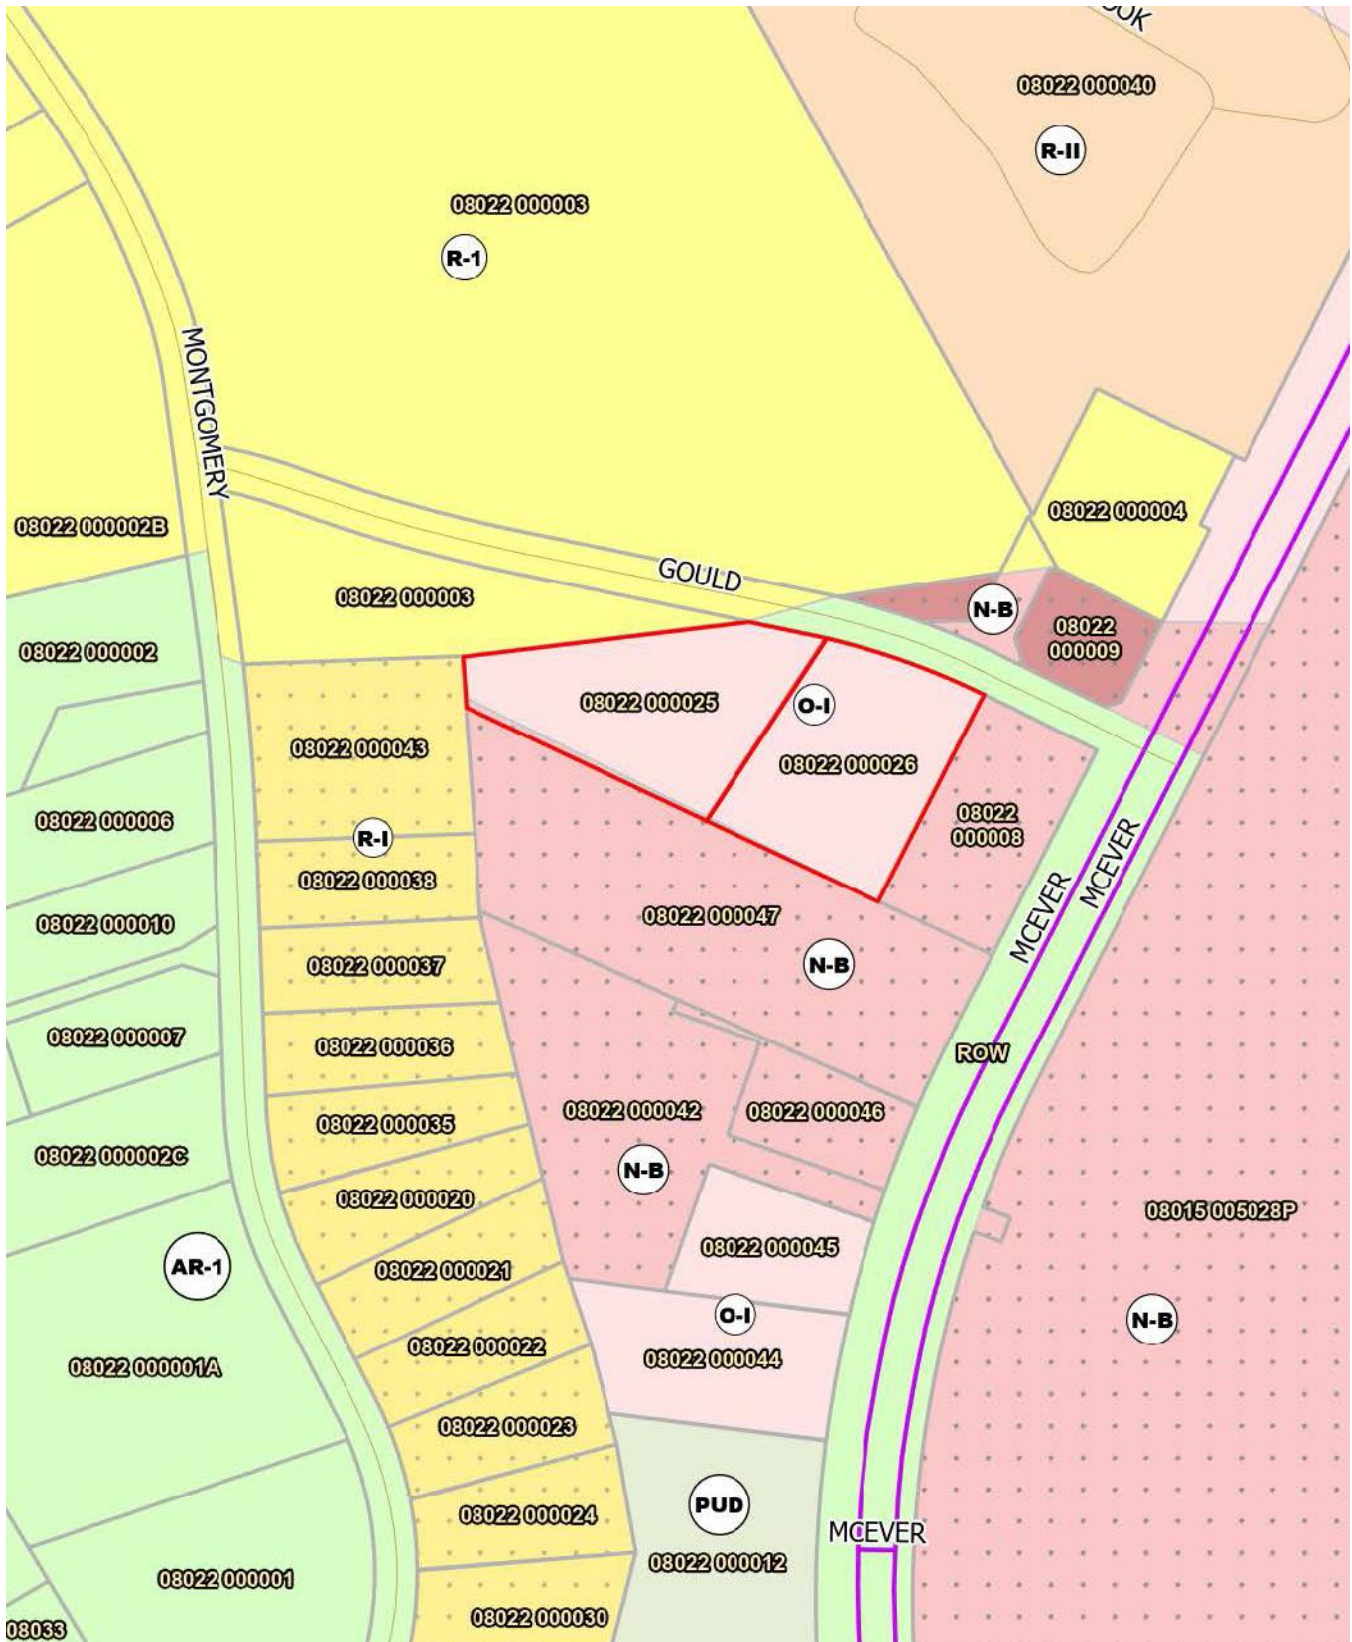 OOK
08022 000040
R-II
08022 000003
R-1
MONTGOMERY
08022 000002B
08022 000004
GOULD
08022 000003
N-B
08022
000009
08022 000002
08022 000025
O-I
08022 000043
08022 000026
08022 000006
R-I
08022
000008
MCEVER
MCEVER
08022 000038
08022 000047
08022 000010
08022 000037
N-B
08022 000007
08022 000036
ROW
08022 000042
08022 000046
08022 000035
08022 000002C
N-B
08022 000020
08015 005028P
08022 000045
AR-1
08022 000021
O-I
N-B
08022 000022
08022 000044
08022 000001A
08022 000023
PUD
08022 000024
MCEVER
08022 000012
08022 000001
08022 000030
08033